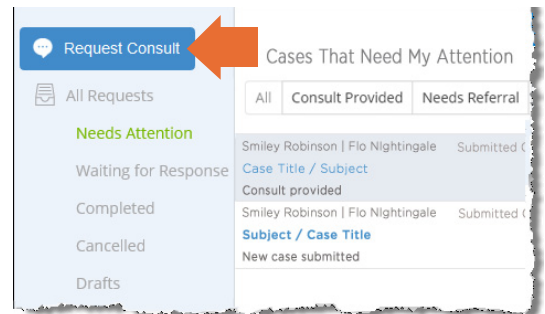 Request Consult
All Requests
Needs Attention
Waiting for Response
Completed
Cancelled
Drafts
Cases That Need My Attention
All Consult Provided Needs Referral
Smiley Robinson | Flo NIghtingale Submitted
Case Title / Subject
Consult provided
Smiley Robinson | Flo NIghtingale Submitted
Subject / Case Title
New case submitted